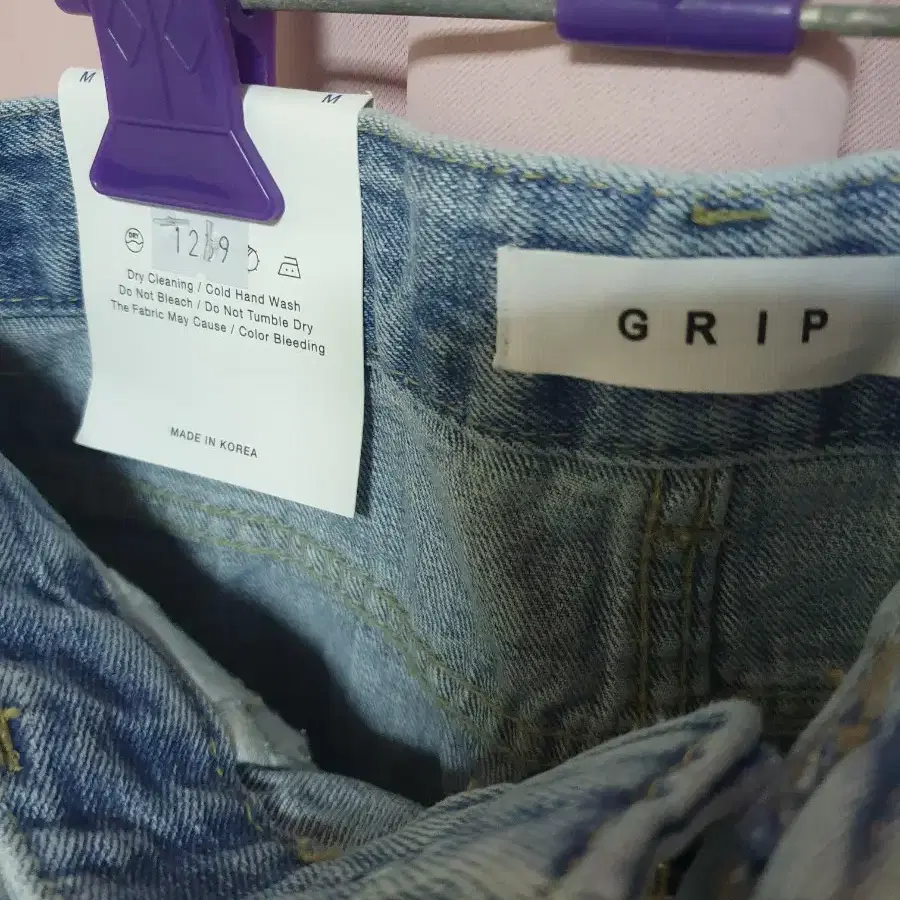 M
M
DRY
Dry Cleaning / Cold Hand Wash
Do Not Bleach / Do Not Tumble Dry
The Fabric May Cause / Color Bleeding
MADE IN KOREA
GRIP